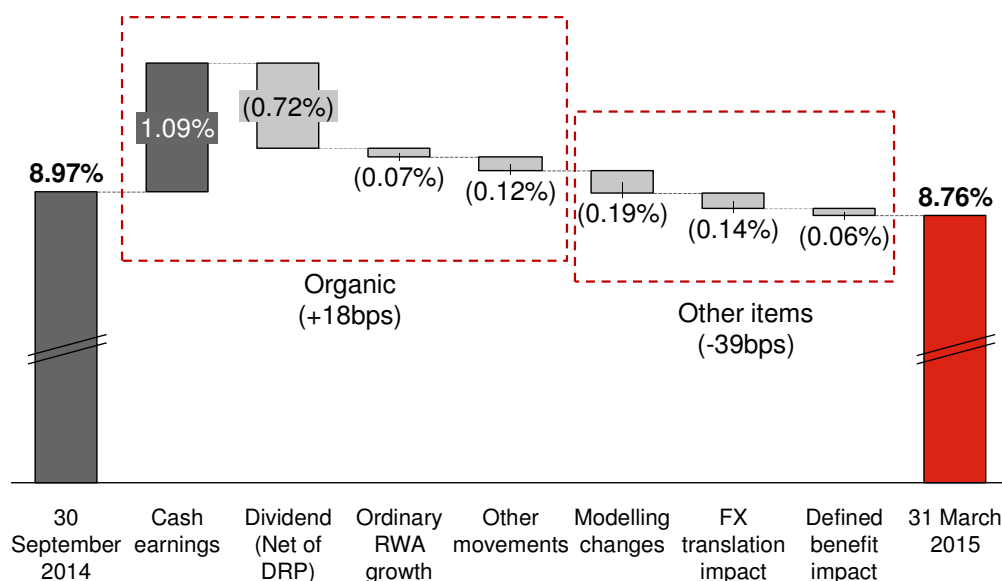 8.97%
1.09%
(0.72%)
(0.07%)
(0.12%)
(0.19%)
(0.14%)
(0.06%)
8.76%
Organic
(+18bps)
Other items
(-39bps)
30
September
2014
Cash
earnings
Dividend
(Net of
DRP)
Ordinary
RWA
growth
Other
movements
Modelling
changes
FX
translation
impact
Defined
benefit
impact
31 March
2015